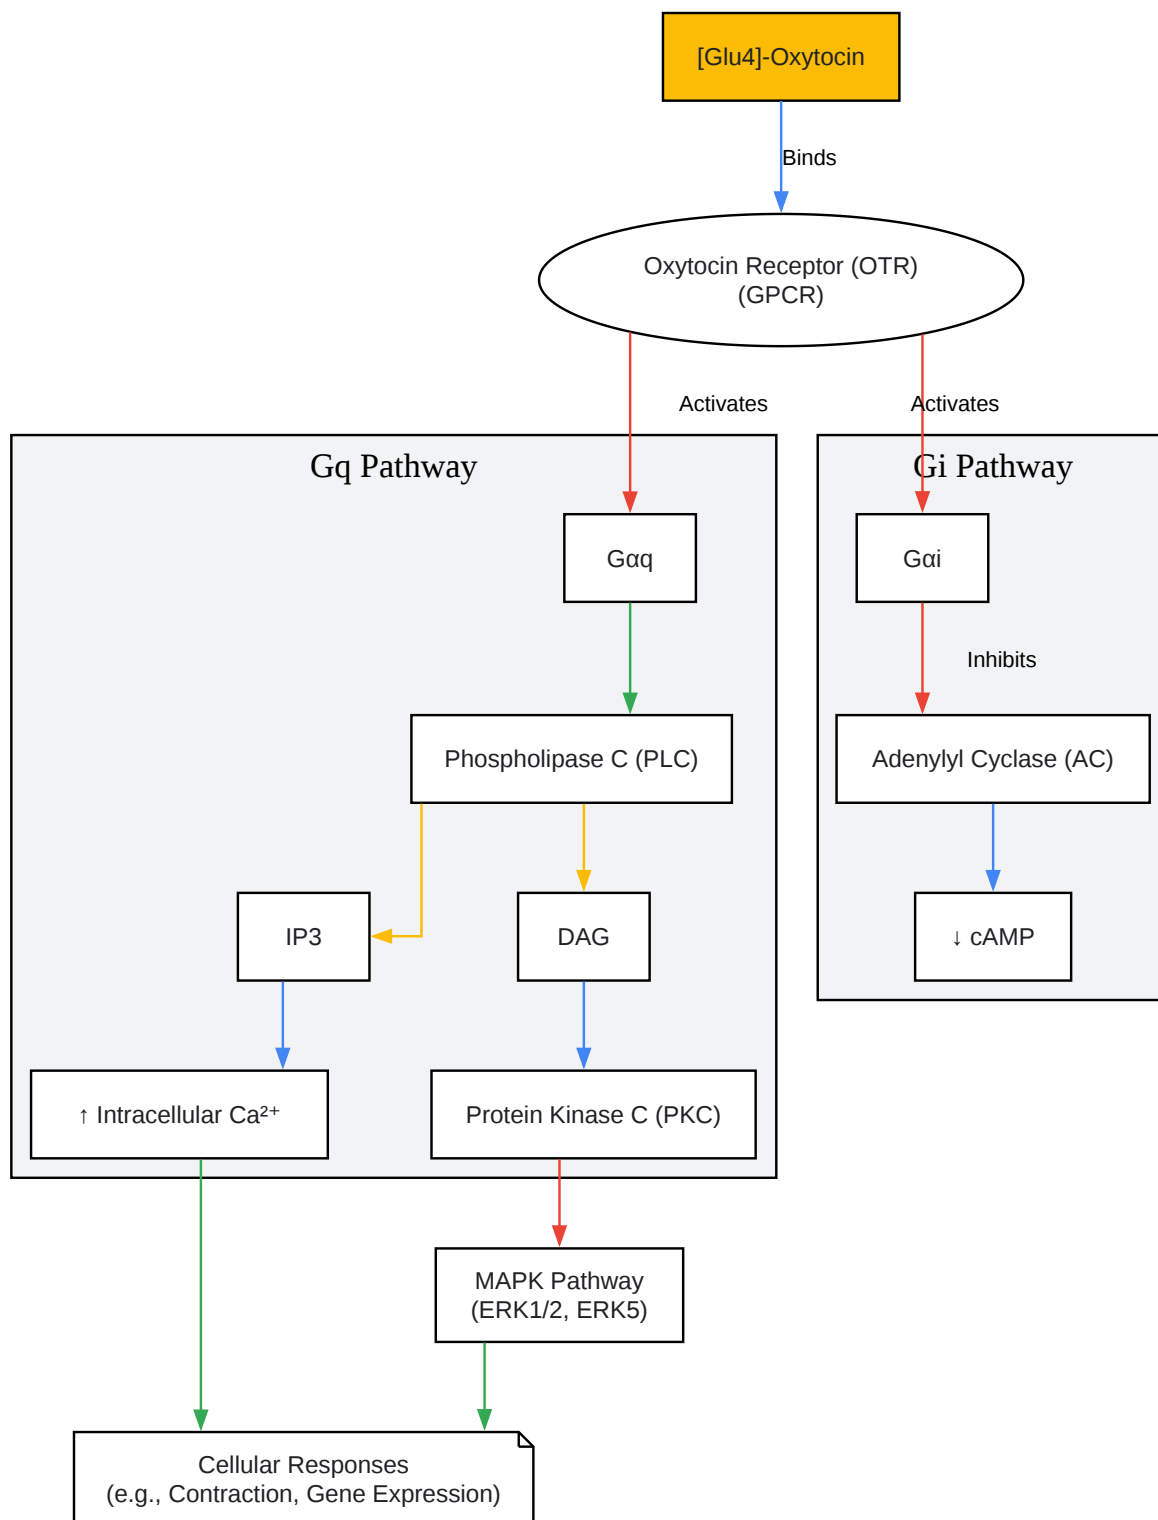 [Glu4]-Oxytocin
Binds
Oxytocin Receptor (OTR)
(GPCR)
Activates
Activates
Gq Pathway
Gi Pathway
Gαq
Gαi
Inhibits
Phospholipase C (PLC)
Adenylyl Cyclase (AC)
IP3
DAG
↓ cAMP
↑ Intracellular Ca²⁺
Protein Kinase C (PKC)
MAPK Pathway
(ERK1/2, ERK5)
Cellular Responses
(e.g., Contraction, Gene Expression)